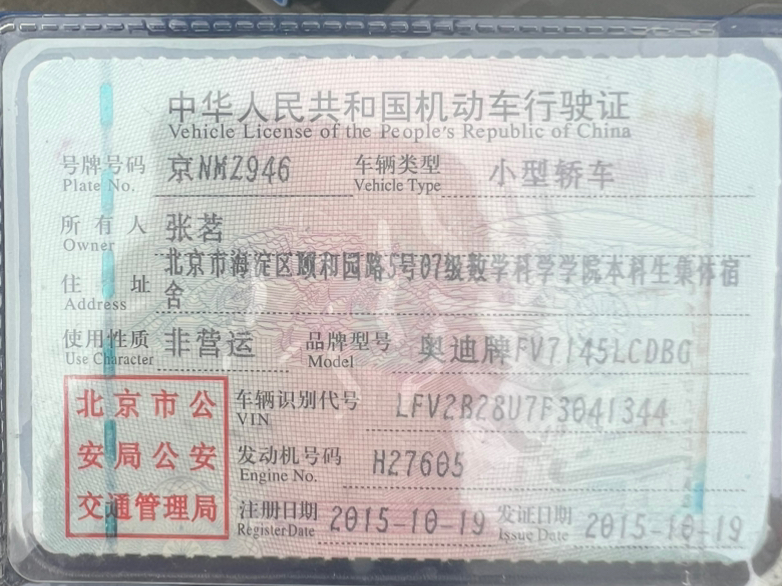 中华人民共和国机动车行驶证
Vehicle License of the People's Republic of China
号牌号码 京NMZ946 车辆类型 小型轿车
Plate No. Vehicle Type
所有人 张茗
Owner
住址 北京市海淀区颐和园路5号07级数学科学学院本科生集体宿
Address 舍
使用性质 非营运 品牌型号 奥迪牌FV7145LCDBG
Use Character Model
北京市公 车辆识别代号 LFV2B28U7F3041344
VIN
安局公安 发动机号码 H27605
Engine No.
交通管理局 注册日期 2015-10-19 发证日期 2015-10-19
Register Date Issue Date